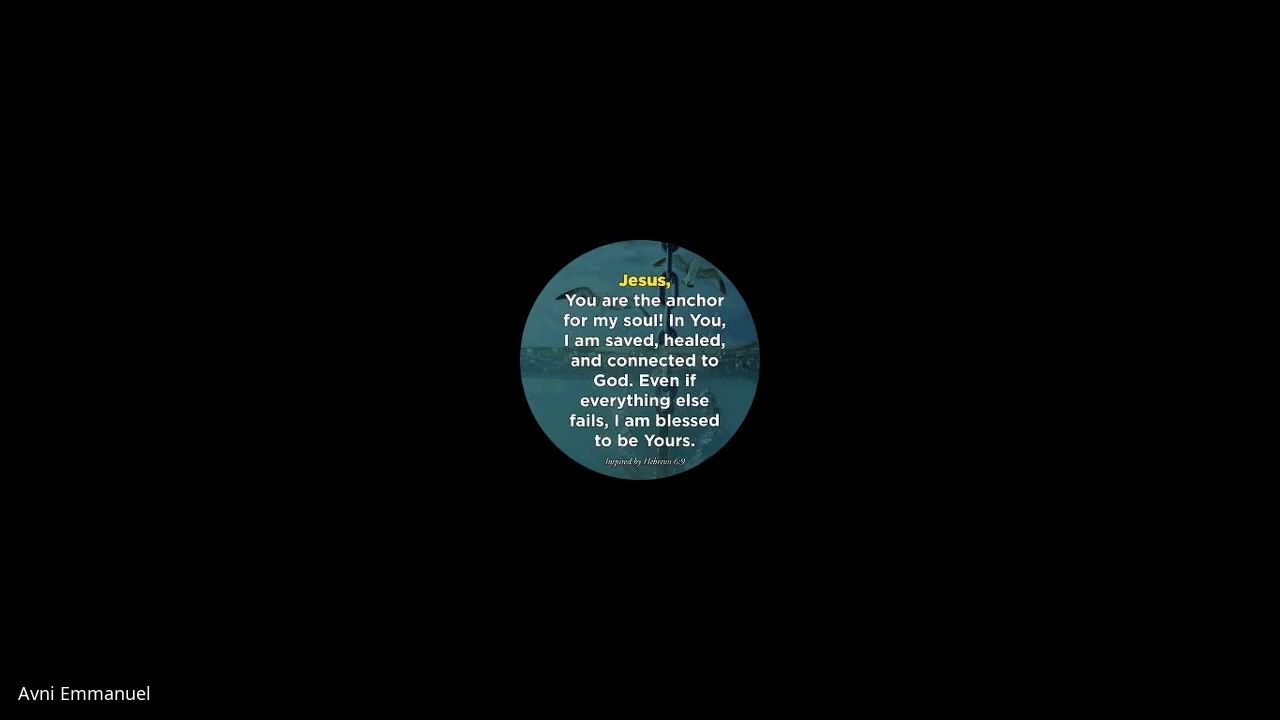 Jesus,
You are the anchor
for my soul! In You,
I am saved, healed,
and connected to
God. Even if
everything else
fails, I am blessed
to be Yours.
Inspired by Hebrews 6:9
Avni Emmanuel